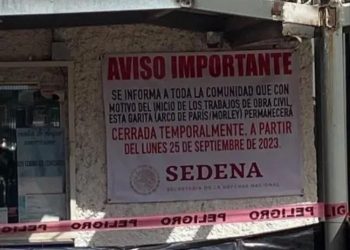 AVISO IMPORTANTE
SE INFORMA A TODA LA COMUNIDAD QUE CON
MOTIVO DEL INICIO DE LOS TRABAJOS DE OBRA CIVIL,
ESTA GARITA (ARCO DE PARÍS/MORLEY) PERMANECERÁ
CERRADA TEMPORALMENTE, A PARTIR
DEL LUNES 25 DE SEPTIEMBRE DE 2023.
SEDENA
SECRETARÍA DE LA DEFENSA NACIONAL
PELIGRO PELIGRO PELIGRO PELIGRO